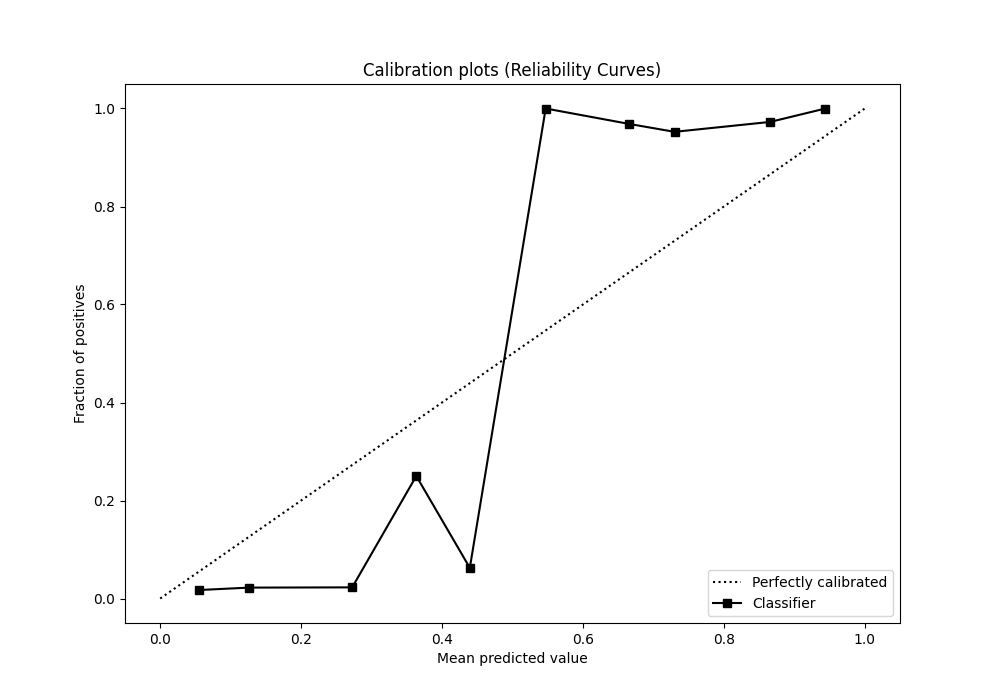 Calibration plots (Reliability Curves)
1.0
0.8
0.6
0.4
0.2
0.0
Fraction of positives
0.0 0.2 0.4 0.6 0.8 1.0
Mean predicted value
Perfectly calibrated
Classifier